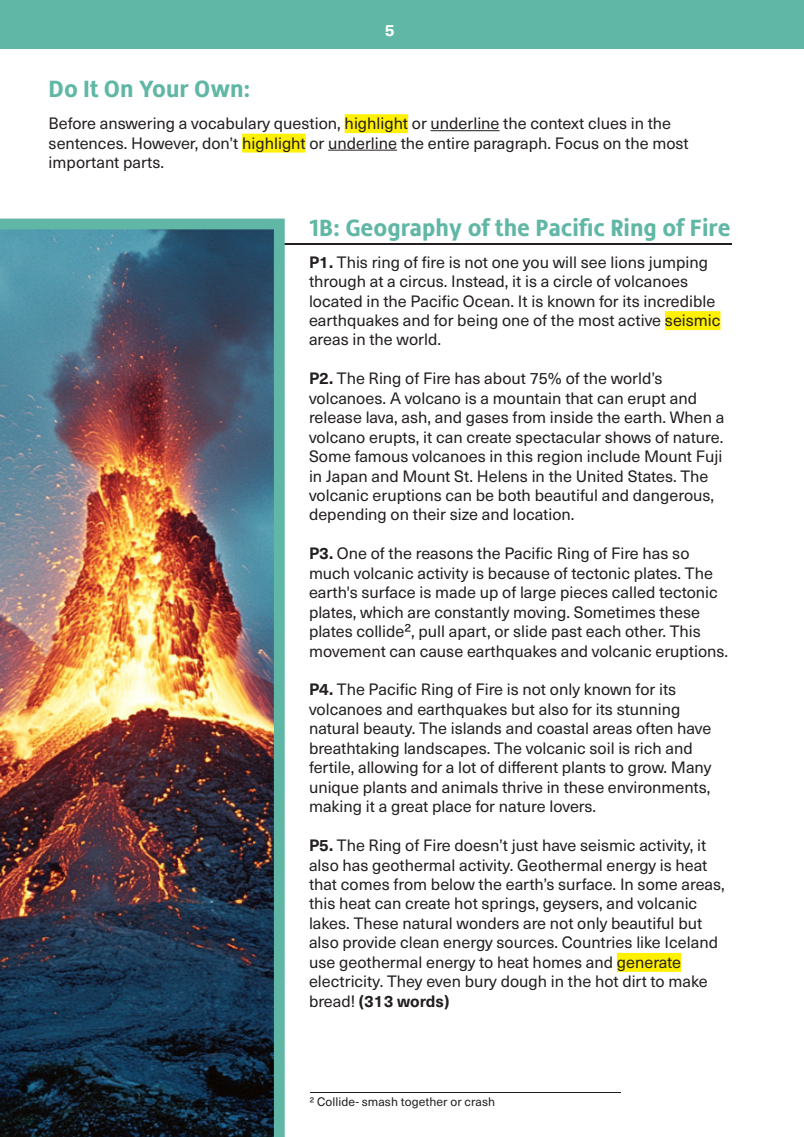 5
Do It On Your Own:
Before answering a vocabulary question, highlight or underline the context clues in the
sentences. However, don't highlight or underline the entire paragraph. Focus on the most
important parts.
1B: Geography of the Pacific Ring of Fire
P1. This ring of fire is not one you will see lions jumping
through at a circus. Instead, it is a circle of volcanoes
located in the Pacific Ocean. It is known for its incredible
earthquakes and for being one of the most active seismic
areas in the world.
P2. The Ring of Fire has about 75% of the world's
volcanoes. A volcano is a mountain that can erupt and
release lava, ash, and gases from inside the earth. When a
volcano erupts, it can create spectacular shows of nature.
Some famous volcanoes in this region include Mount Fuji
in Japan and Mount St. Helens in the United States. The
volcanic eruptions can be both beautiful and dangerous,
depending on their size and location.
P3. One of the reasons the Pacific Ring of Fire has so
much volcanic activity is because of tectonic plates. The
earth's surface is made up of large pieces called tectonic
plates, which are constantly moving. Sometimes these
plates collide², pull apart, or slide past each other. This
movement can cause earthquakes and volcanic eruptions.
P4. The Pacific Ring of Fire is not only known for its
volcanoes and earthquakes but also for its stunning
natural beauty. The islands and coastal areas often have
breathtaking landscapes. The volcanic soil is rich and
fertile, allowing for a lot of different plants to grow. Many
unique plants and animals thrive in these environments,
making it a great place for nature lovers.
P5. The Ring of Fire doesn't just have seismic activity, it
also has geothermal activity. Geothermal energy is heat
that comes from below the earth's surface. In some areas,
this heat can create hot springs, geysers, and volcanic
lakes. These natural wonders are not only beautiful but
also provide clean energy sources. Countries like Iceland
use geothermal energy to heat homes and generate
electricity. They even bury dough in the hot dirt to make
bread! (313 words)
² Collide- smash together or crash